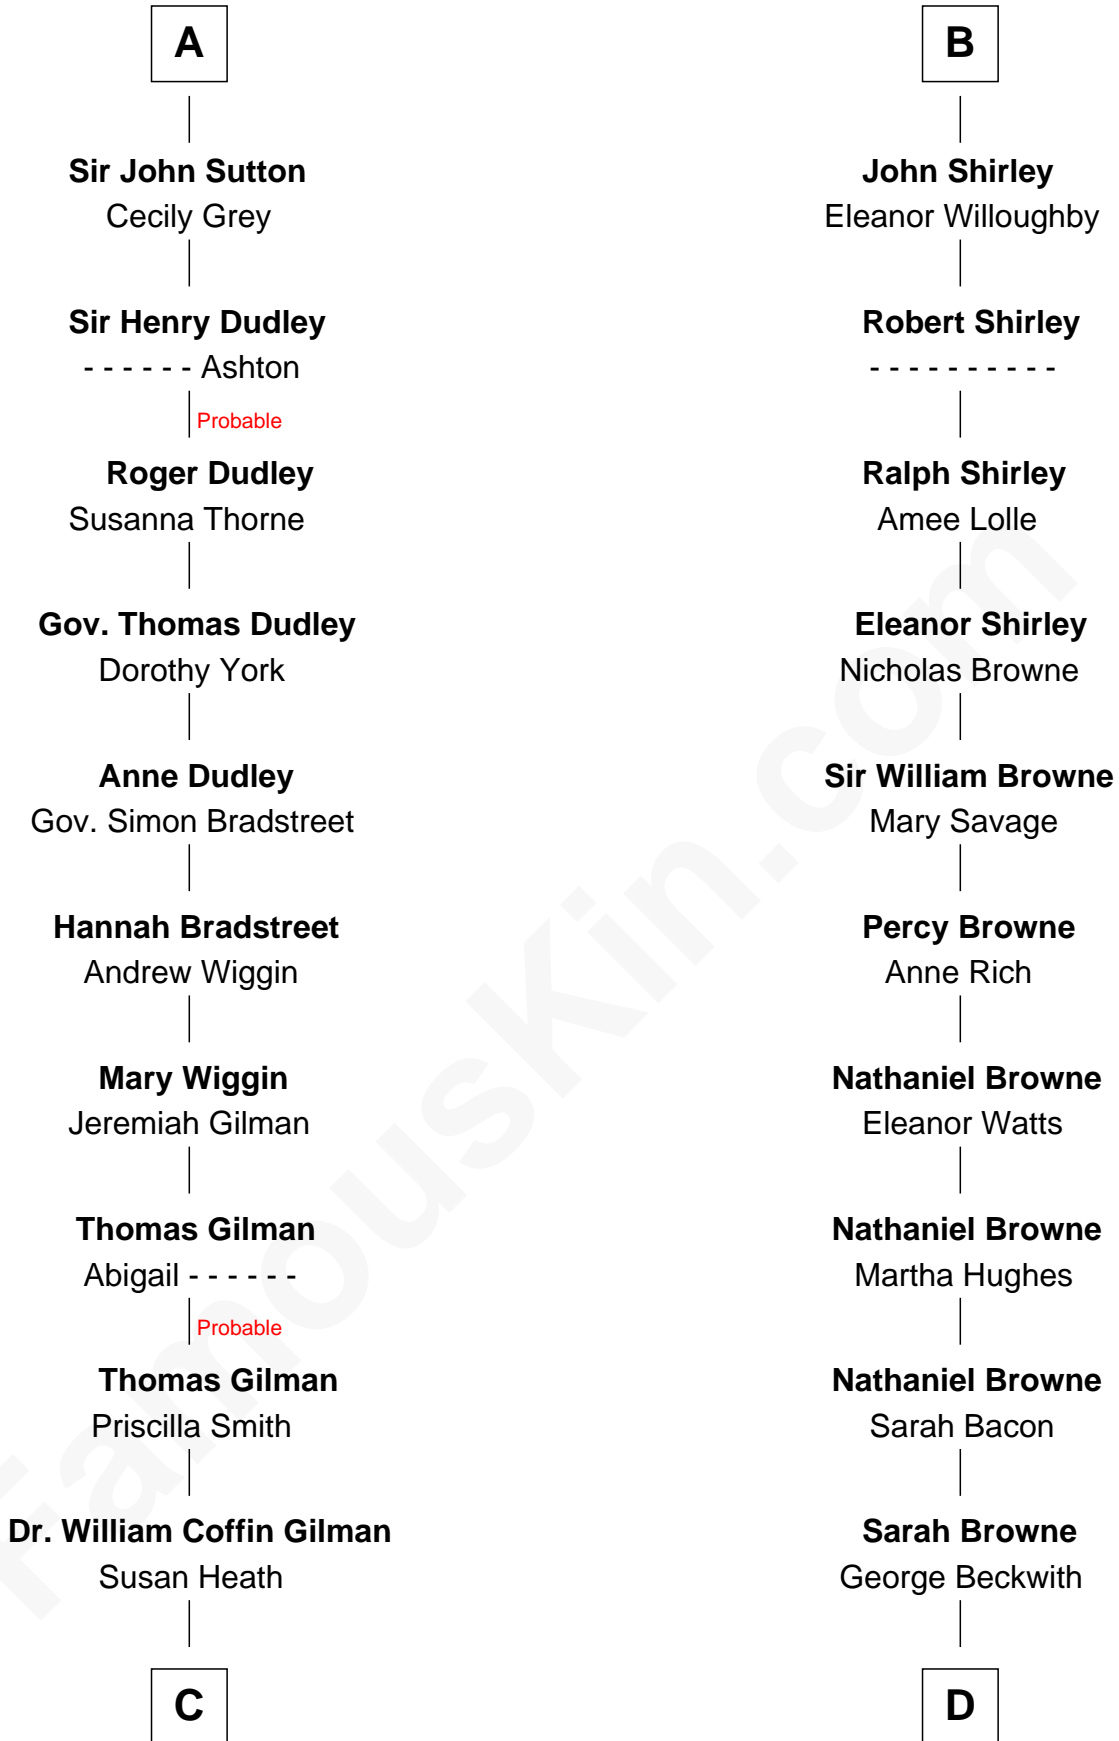 A
Sir John Sutton
Cecily Grey
Sir Henry Dudley
- - - - - - Ashton
Probable
Roger Dudley
Susanna Thorne
Gov. Thomas Dudley
Dorothy York
Anne Dudley
Gov. Simon Bradstreet
Hannah Bradstreet
Andrew Wiggin
Mary Wiggin
Jeremiah Gilman
Thomas Gilman
Abigail - - - - - -
Probable
Thomas Gilman
Priscilla Smith
Dr. William Coffin Gilman
Susan Heath
C
B
John Shirley
Eleanor Willoughby
Robert Shirley
- - - - - - - - - -
Ralph Shirley
Amee Lolle
Eleanor Shirley
Nicholas Browne
Sir William Browne
Mary Savage
Percy Browne
Anne Rich
Nathaniel Browne
Eleanor Watts
Nathaniel Browne
Martha Hughes
Nathaniel Browne
Sarah Bacon
Sarah Browne
George Beckwith
D
FamousKin.com